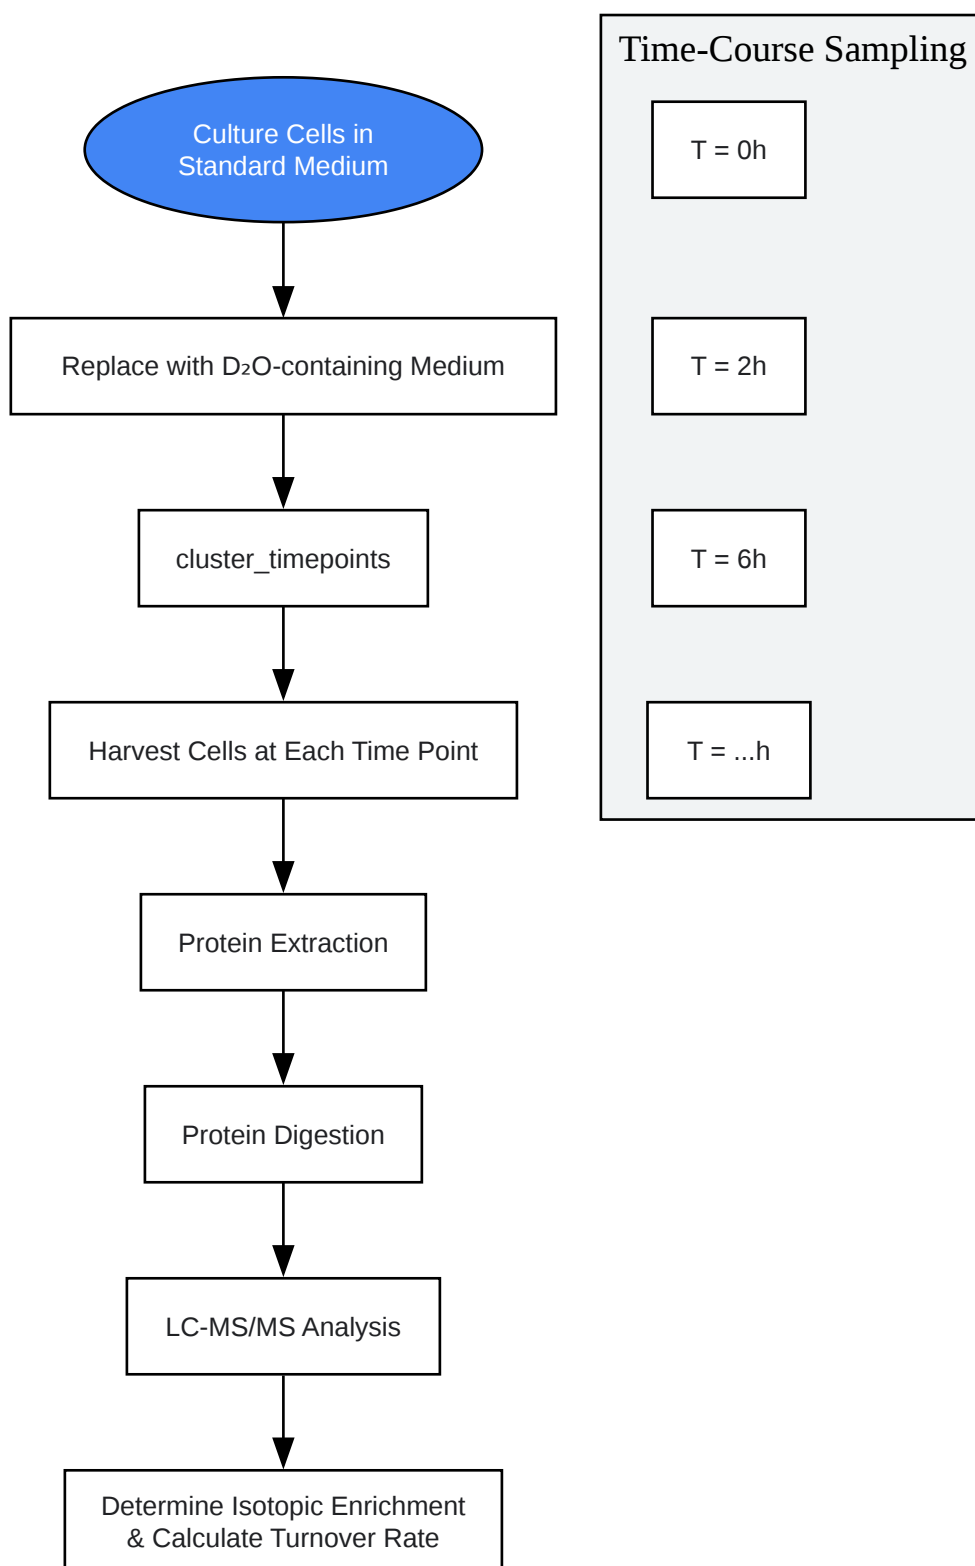 Time-Course Sampling
Culture Cells in
Standard Medium
T = 0h
Replace with D₂O-containing Medium
T = 2h
cluster_timepoints
T = 6h
Harvest Cells at Each Time Point
T = ...h
Protein Extraction
Protein Digestion
LC-MS/MS Analysis
Determine Isotopic Enrichment
& Calculate Turnover Rate